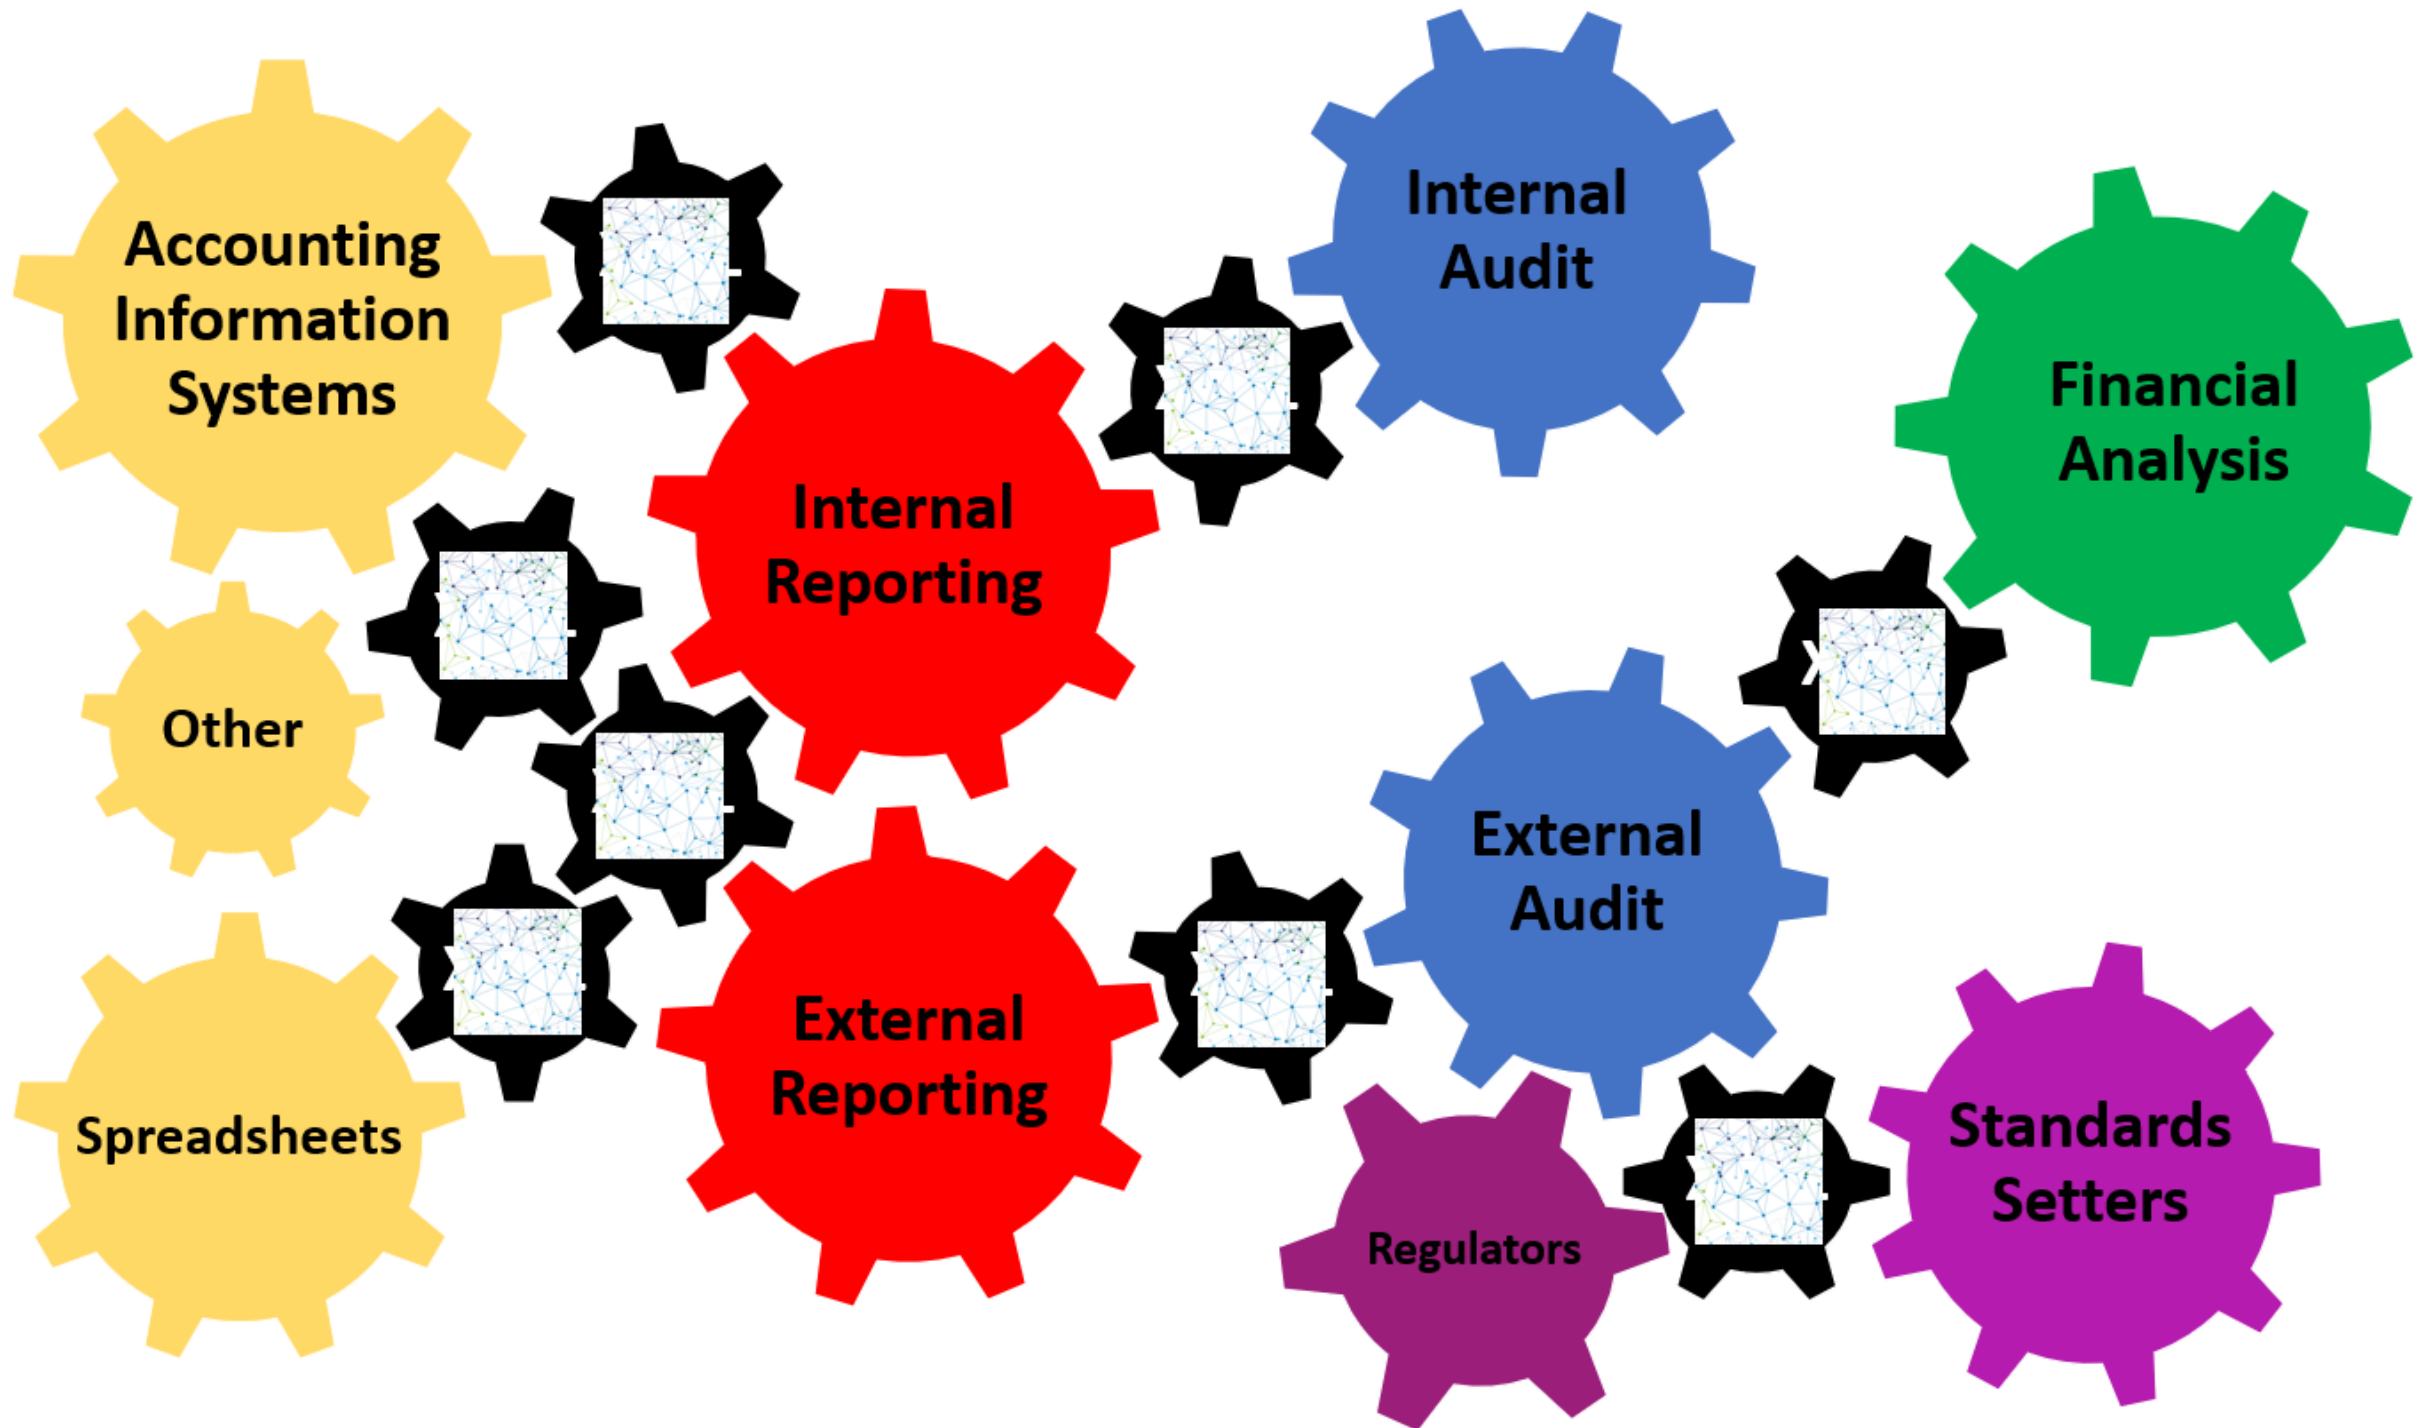 Accounting
Information
Systems
Internal
Audit
Financial
Analysis
Internal
Reporting
Other
External
Audit
External
Reporting
Spreadsheets
Standards
Setters
Regulators